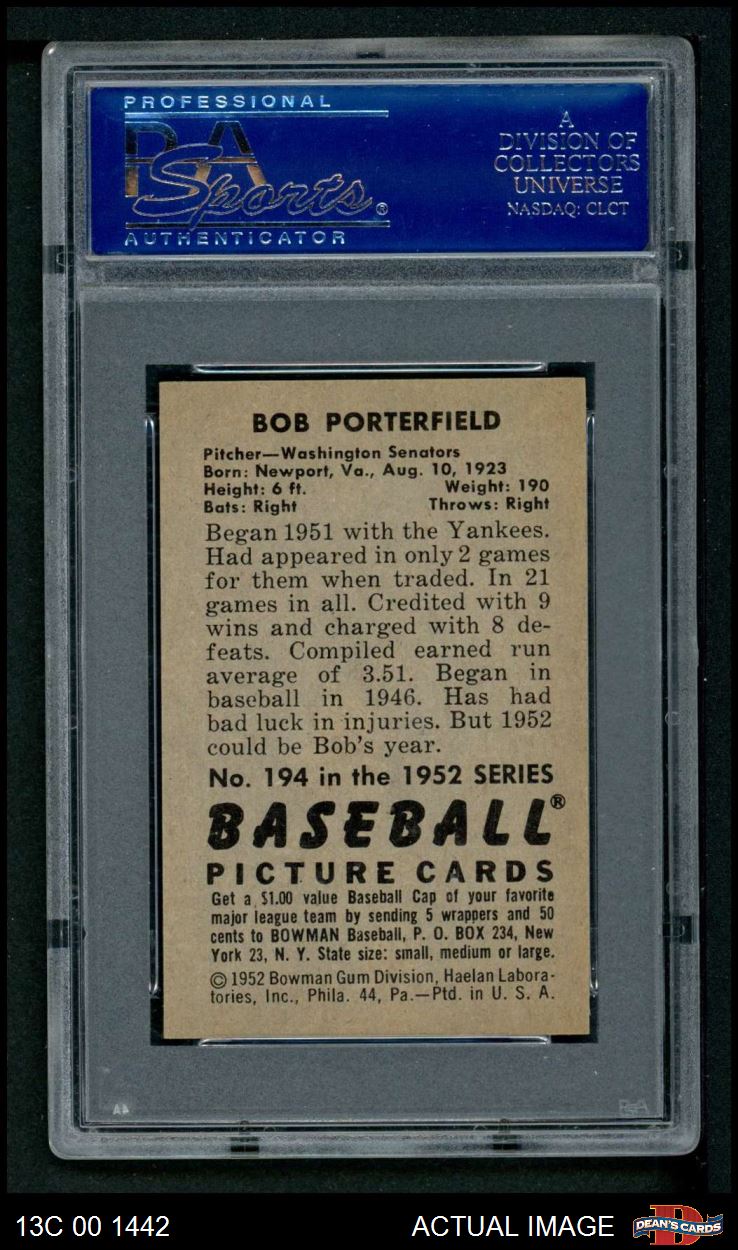 PROFESSIONAL
PSA
Sports®
AUTHENTICATOR
A
DIVISION OF
COLLECTORS
UNIVERSE
NASDAQ: CLCT
BOB PORTERFIELD
Pitcher—Washington Senators
Born: Newport, Va., Aug. 10, 1923
Height: 6 ft. Weight: 190
Bats: Right Throws: Right
Began 1951 with the Yankees.
Had appeared in only 2 games
for them when traded. In 21
games in all. Credited with 9
wins and charged with 8 de-
feats. Compiled earned run
average of 3.51. Began in
baseball in 1946. Has had
bad luck in injuries. But 1952
could be Bob's year.
No. 194 in the 1952 SERIES
BASEBALL®
PICTURE CARDS
Get a $1.00 value Baseball Cap of your favorite
major league team by sending 5 wrappers and 50
cents to BOWMAN Baseball, P. O. BOX 234, New
York 23, N. Y. State size: small, medium or large.
© 1952 Bowman Gum Division, Haelan Labora-
tories, Inc., Phila. 44, Pa.—Ptd. in U. S. A.
PSA
13C 00 1442
ACTUAL IMAGE
DEAN'S CARDS